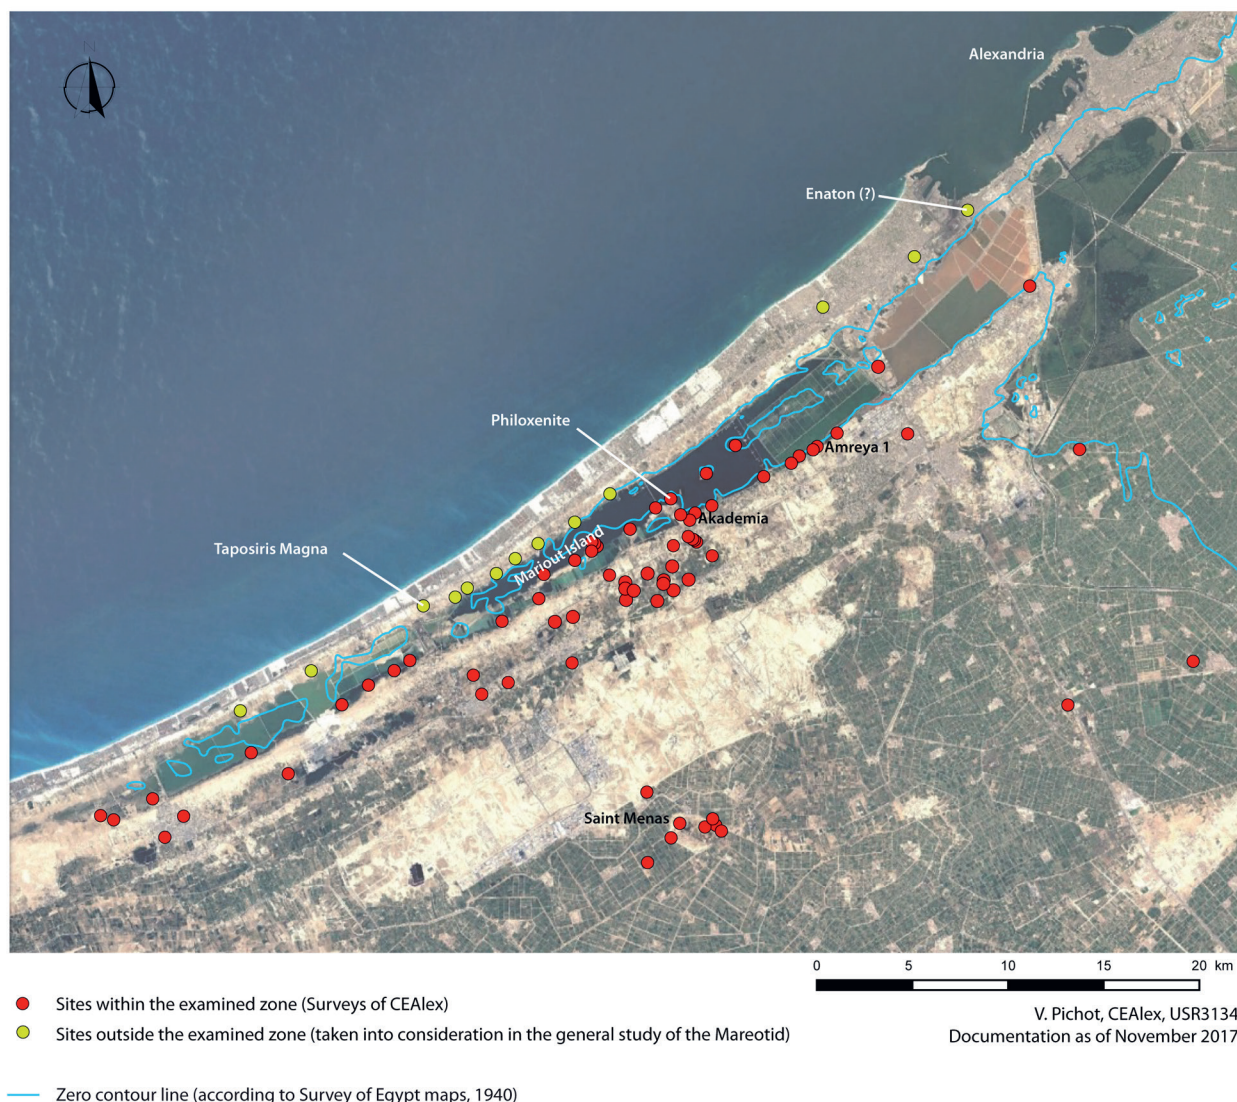 N
Alexandria
Enaton (?)
Philoxenite
Amreya 1
Akademia
Mariout Island
Taposiris Magna
Saint Menas
0 5 10 15 20 km
Sites within the examined zone (Surveys of CEAlex)
Sites outside the examined zone (taken into consideration in the general study of the Mareotid)
Zero contour line (according to Survey of Egypt maps, 1940)
V. Pichot, CEAlex, USR3134
Documentation as of November 2017